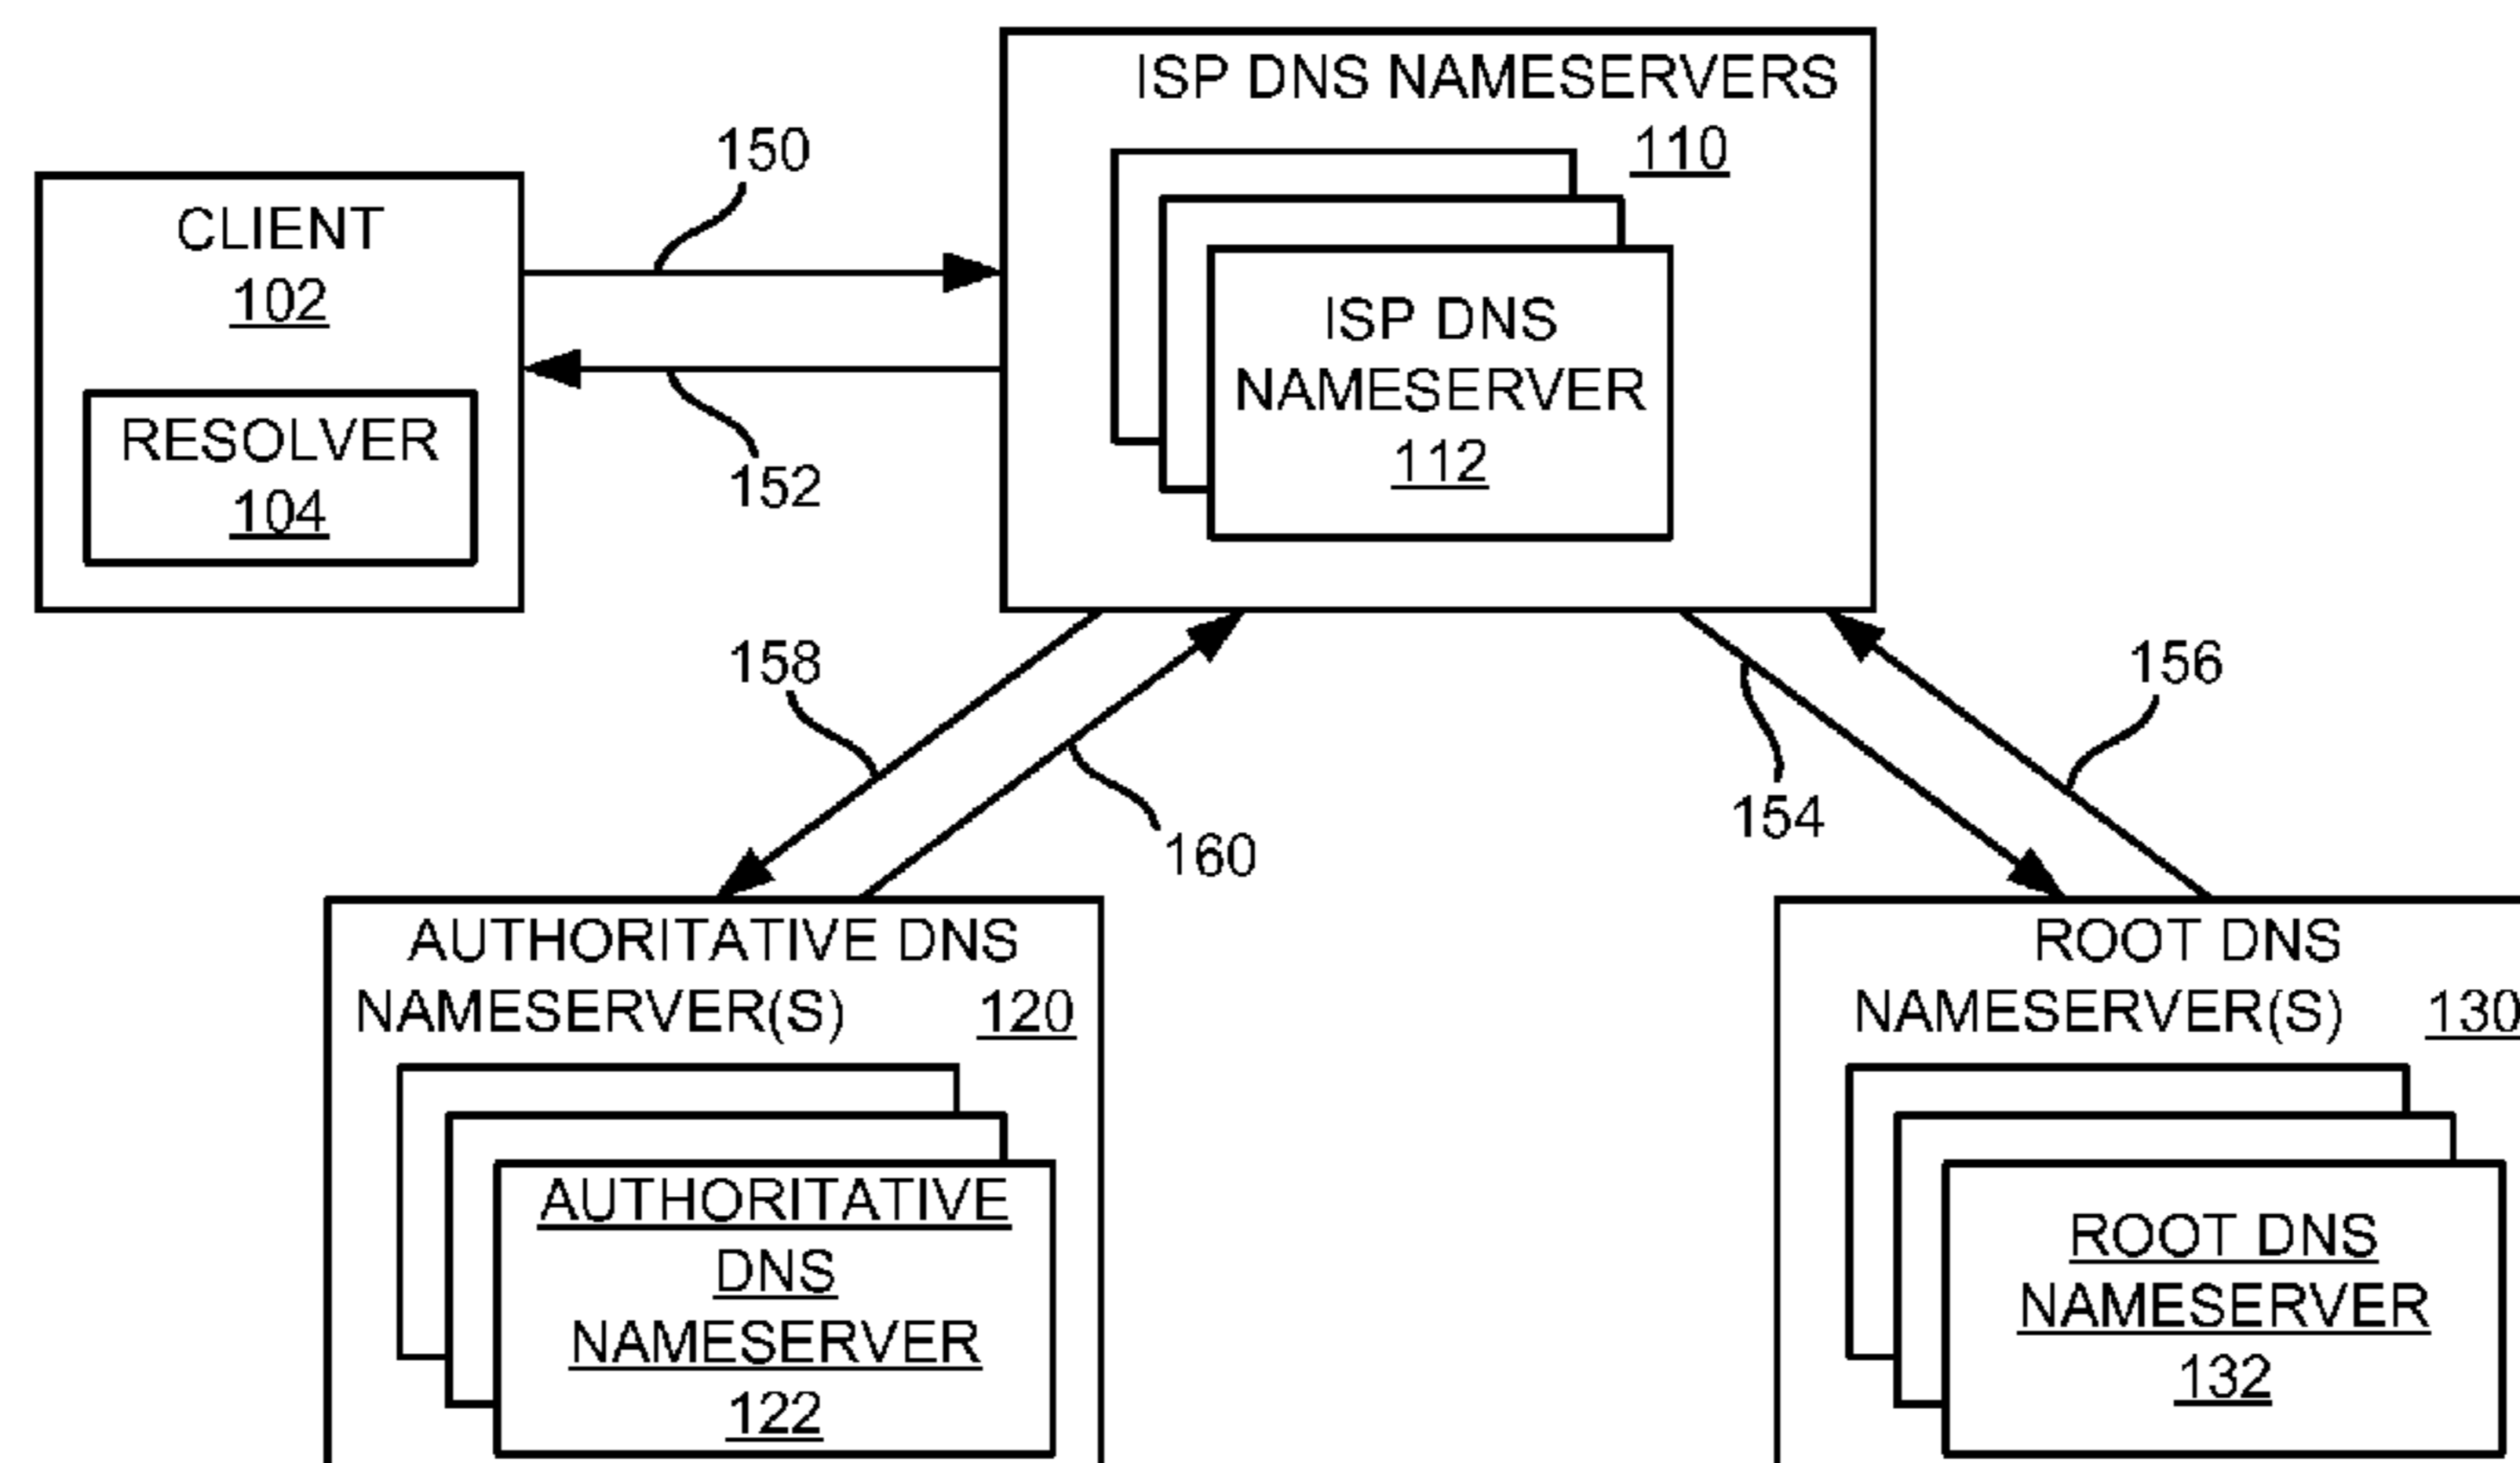 ISP DNS NAMESERVERS
110
150
CLIENT
102
RESOLVER
104
152
ISP DNS
NAMESERVER
112
158
160
154
156
AUTHORITATIVE DNS
NAMESERVER(S) 120
AUTHORITATIVE
DNS
NAMESERVER
122
ROOT DNS
NAMESERVER(S) 130
ROOT DNS
NAMESERVER
132